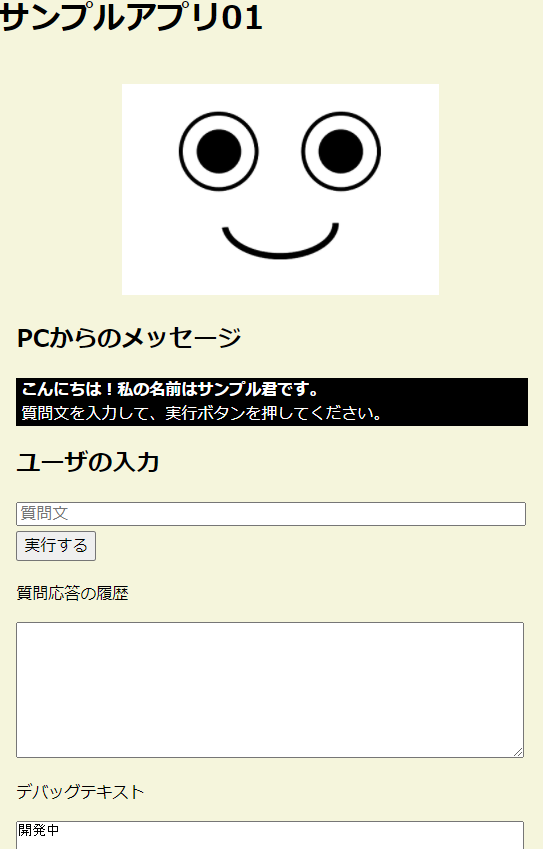 サンプルアプリ01
PCからのメッセージ
こんにちは！私の名前はサンプル君です。
質問文を入力して、実行ボタンを押してください。
ユーザの入力
質問文
実行する
質問応答の履歴
デバッグテキスト
開発中